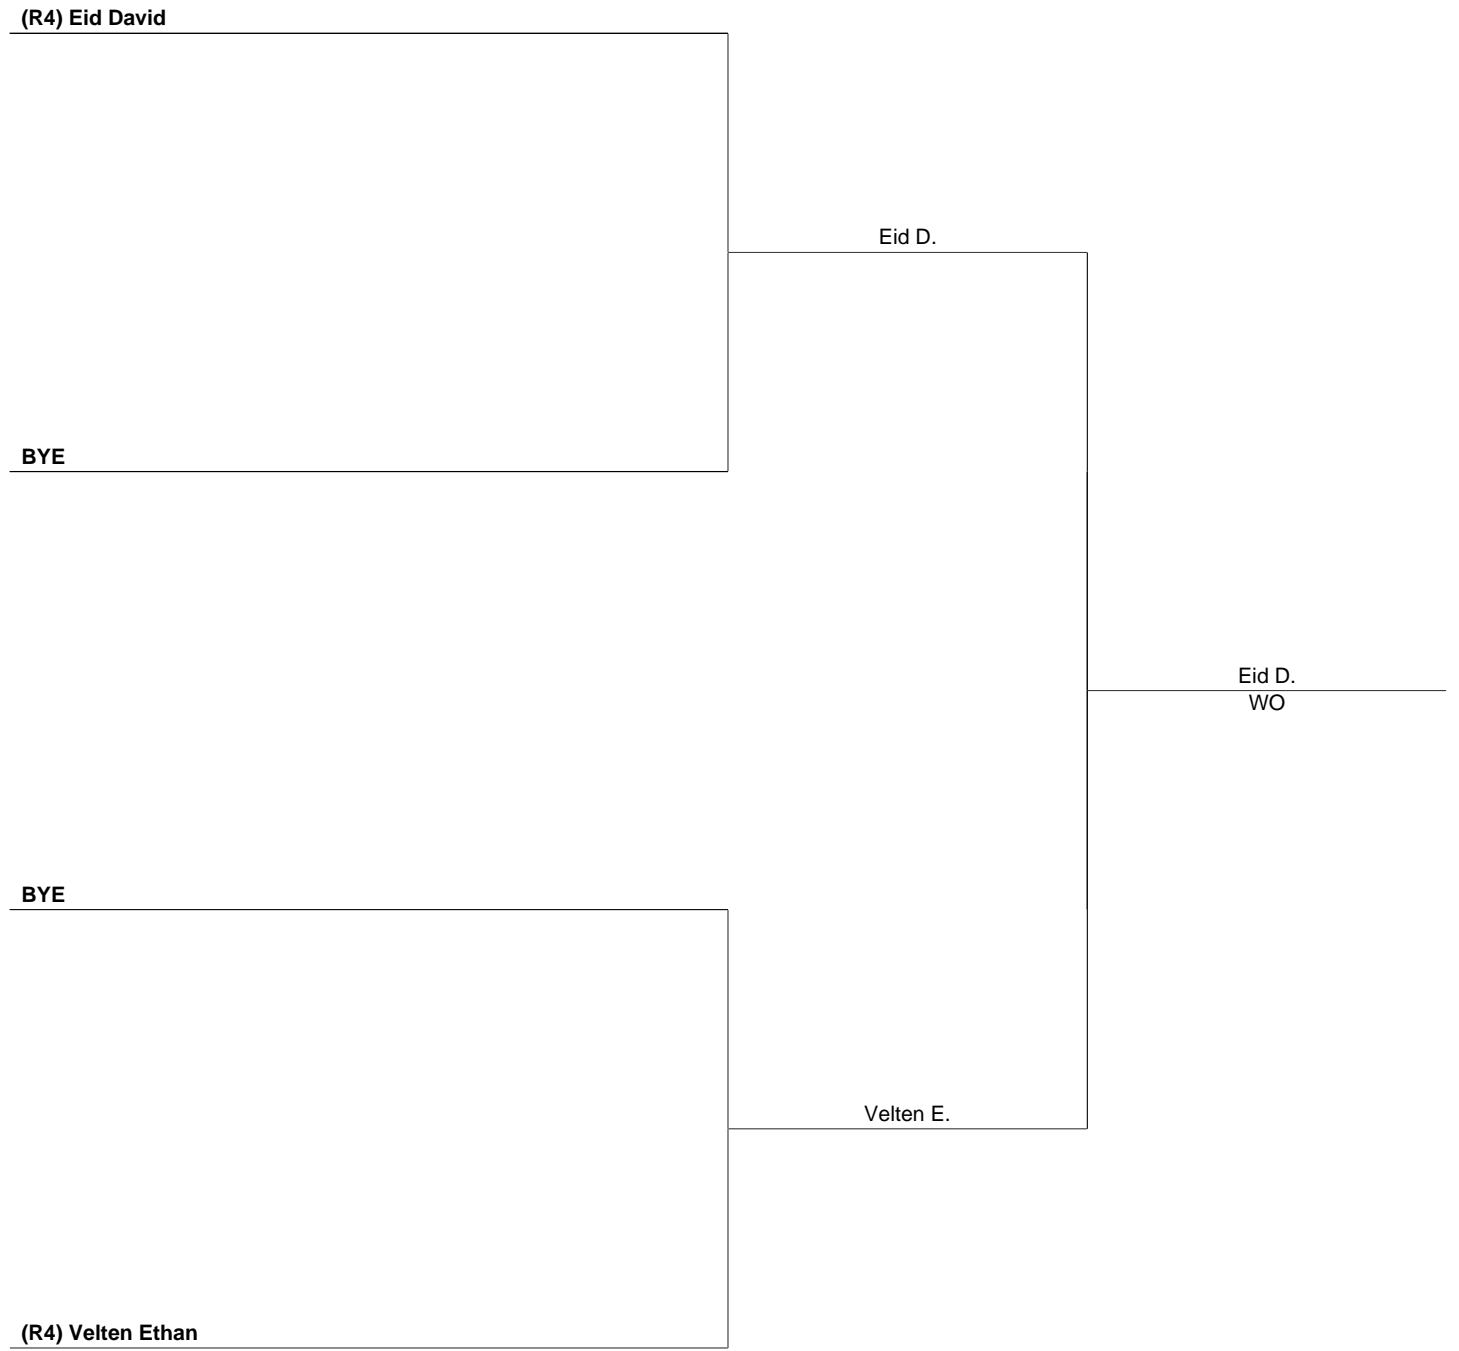 (R4) Eid David
Eid D.
BYE
Eid D.
WO
BYE
Velten E.
(R4) Velten Ethan